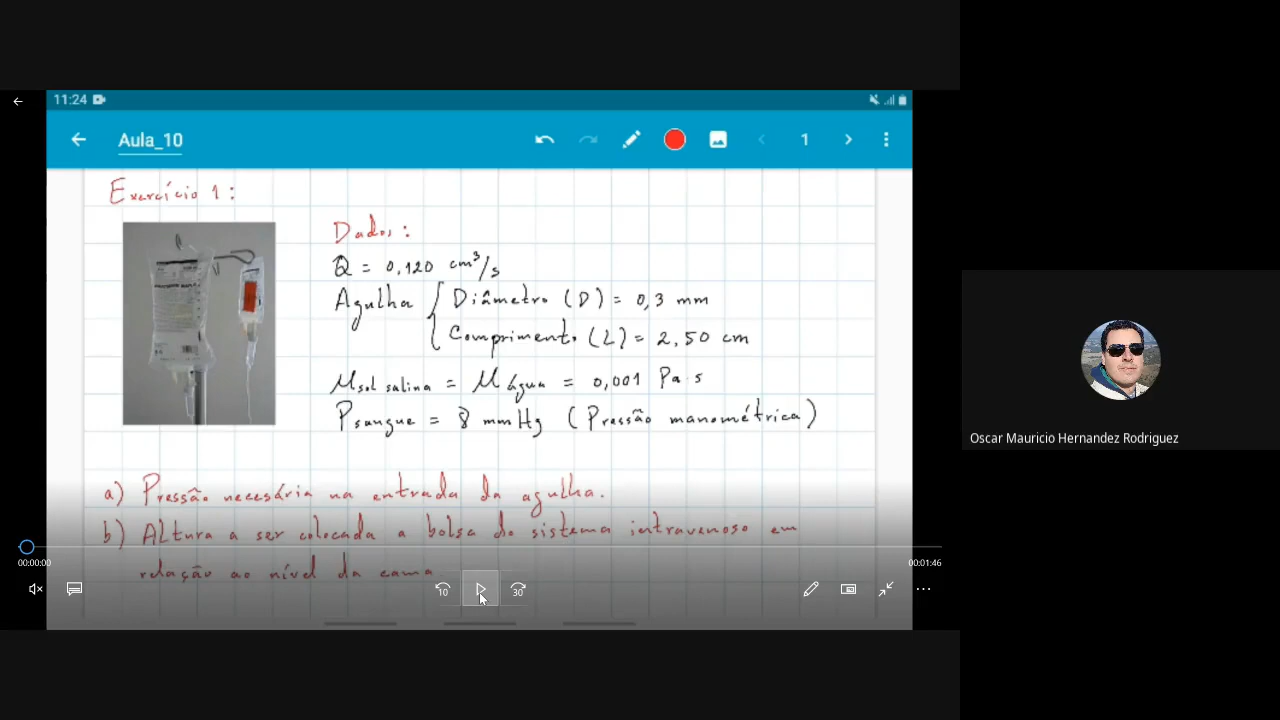 11:24
Aula_10
1
Exercício 1:
Dados:
Q = 0,120 cm³/s
Agulha { Diâmetro (D) = 0,3 mm
Comprimento (L) = 2,50 cm
μsol salina = μ água = 0,001 Pa·s
Psangue = 8 mmHg (Pressão manométrica)
a) Pressão necesária na entrada da agulha.
b) Altura a ser colocada a bolsa do sistema intravenoso em
relação ao nível da cama
00:00:00
00:01:46
10
30
Oscar Mauricio Hernandez Rodriguez